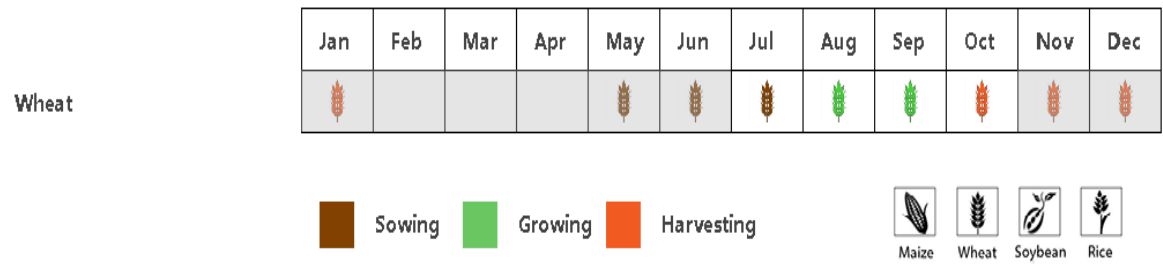 Jan Feb Mar Apr May Jun Jul Aug Sep Oct Nov Dec
Wheat
Sowing Growing Harvesting
Maize Wheat Soybean Rice